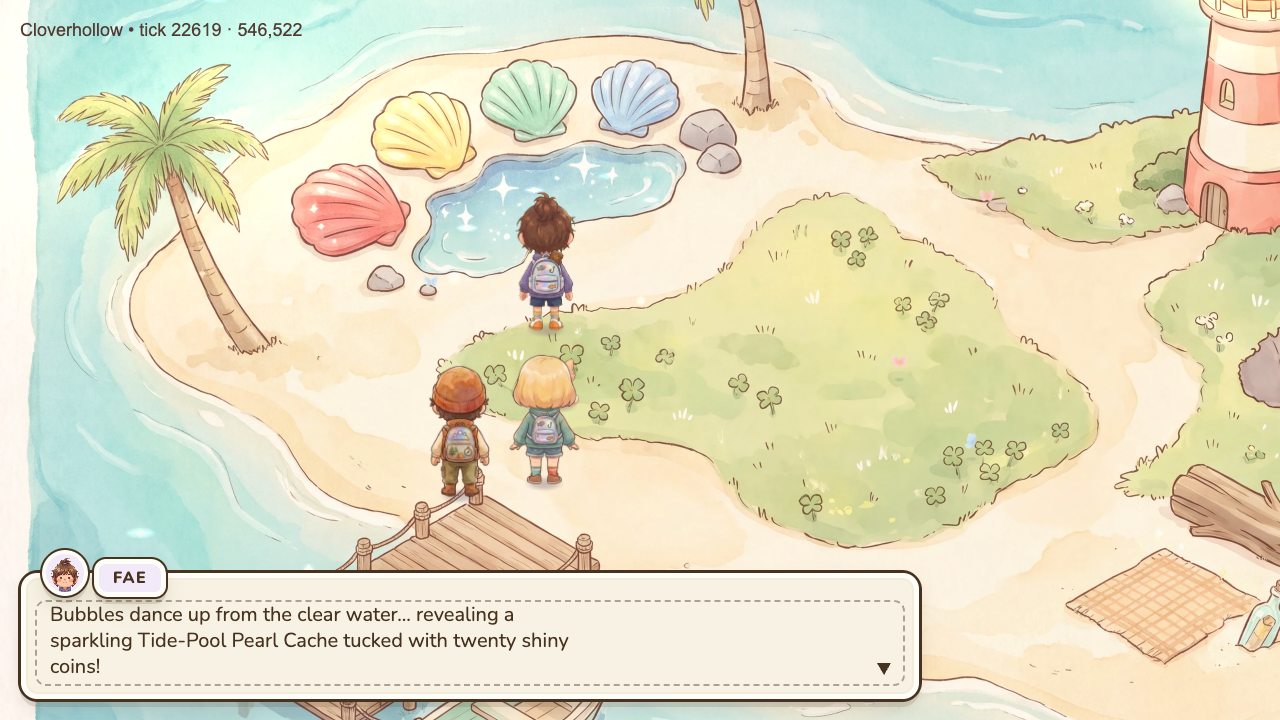 Cloverhollow • tick 22619 · 546,522
FAE
Bubbles dance up from the clear water... revealing a
sparkling Tide-Pool Pearl Cache tucked with twenty shiny
coins!